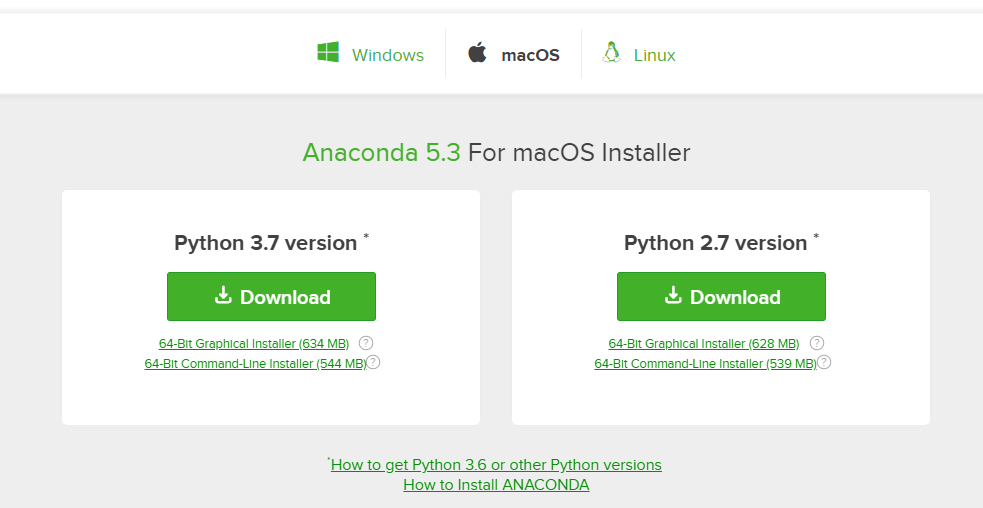 Windows
macOS
Linux
Anaconda 5.3 For macOS Installer
Python 3.7 version *
Download
64-Bit Graphical Installer (634 MB) ?
64-Bit Command-Line Installer (544 MB) ?
Python 2.7 version *
Download
64-Bit Graphical Installer (628 MB) ?
64-Bit Command-Line Installer (539 MB) ?
*How to get Python 3.6 or other Python versions
How to Install ANACONDA